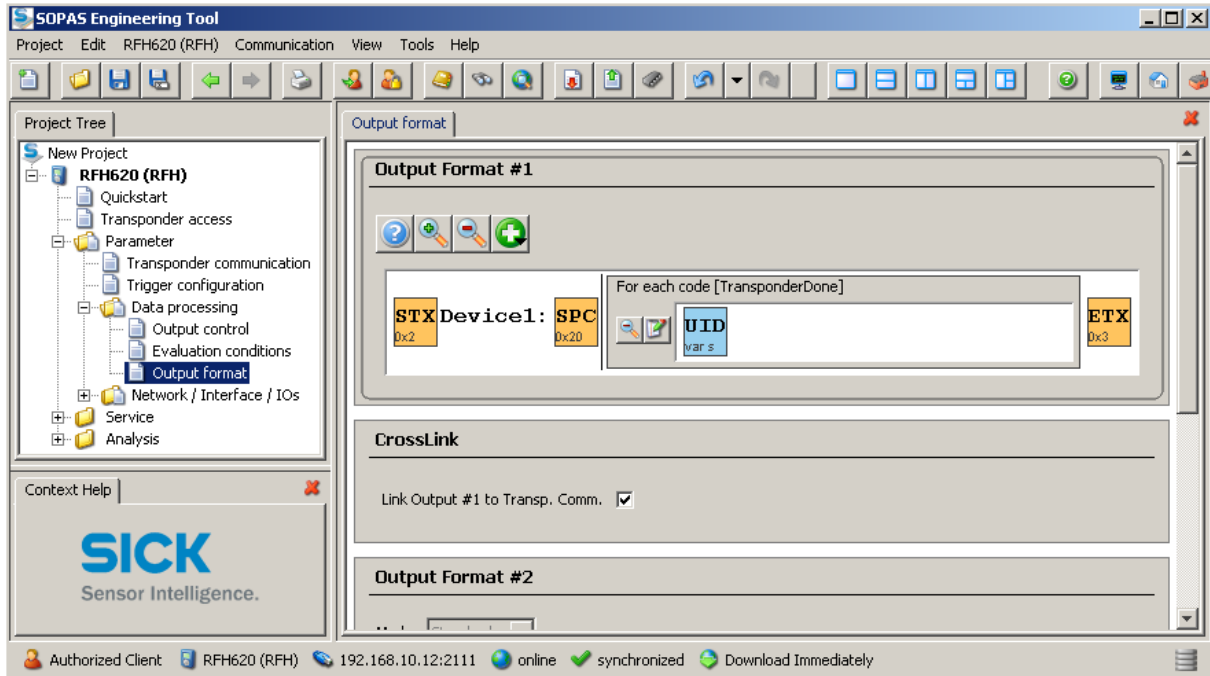 SOPAS Engineering Tool
Project Edit RFH620 (RFH) Communication View Tools Help
Project Tree
New Project
RFH620 (RFH)
Quickstart
Transponder access
Parameter
Transponder communication
Trigger configuration
Data processing
Output control
Evaluation conditions
Output format
Network / Interface / IOs
Service
Analysis
Context Help
SICK
Sensor Intelligence.
Output format
Output Format #1
For each code [TransponderDone]
STX Device1: SPC UID ETX
0x2 0x20 var s 0x3
CrossLink
Link Output #1 to Transp. Comm.
Output Format #2
Authorized Client RFH620 (RFH) 192.168.10.12:2111 online synchronized Download Immediately